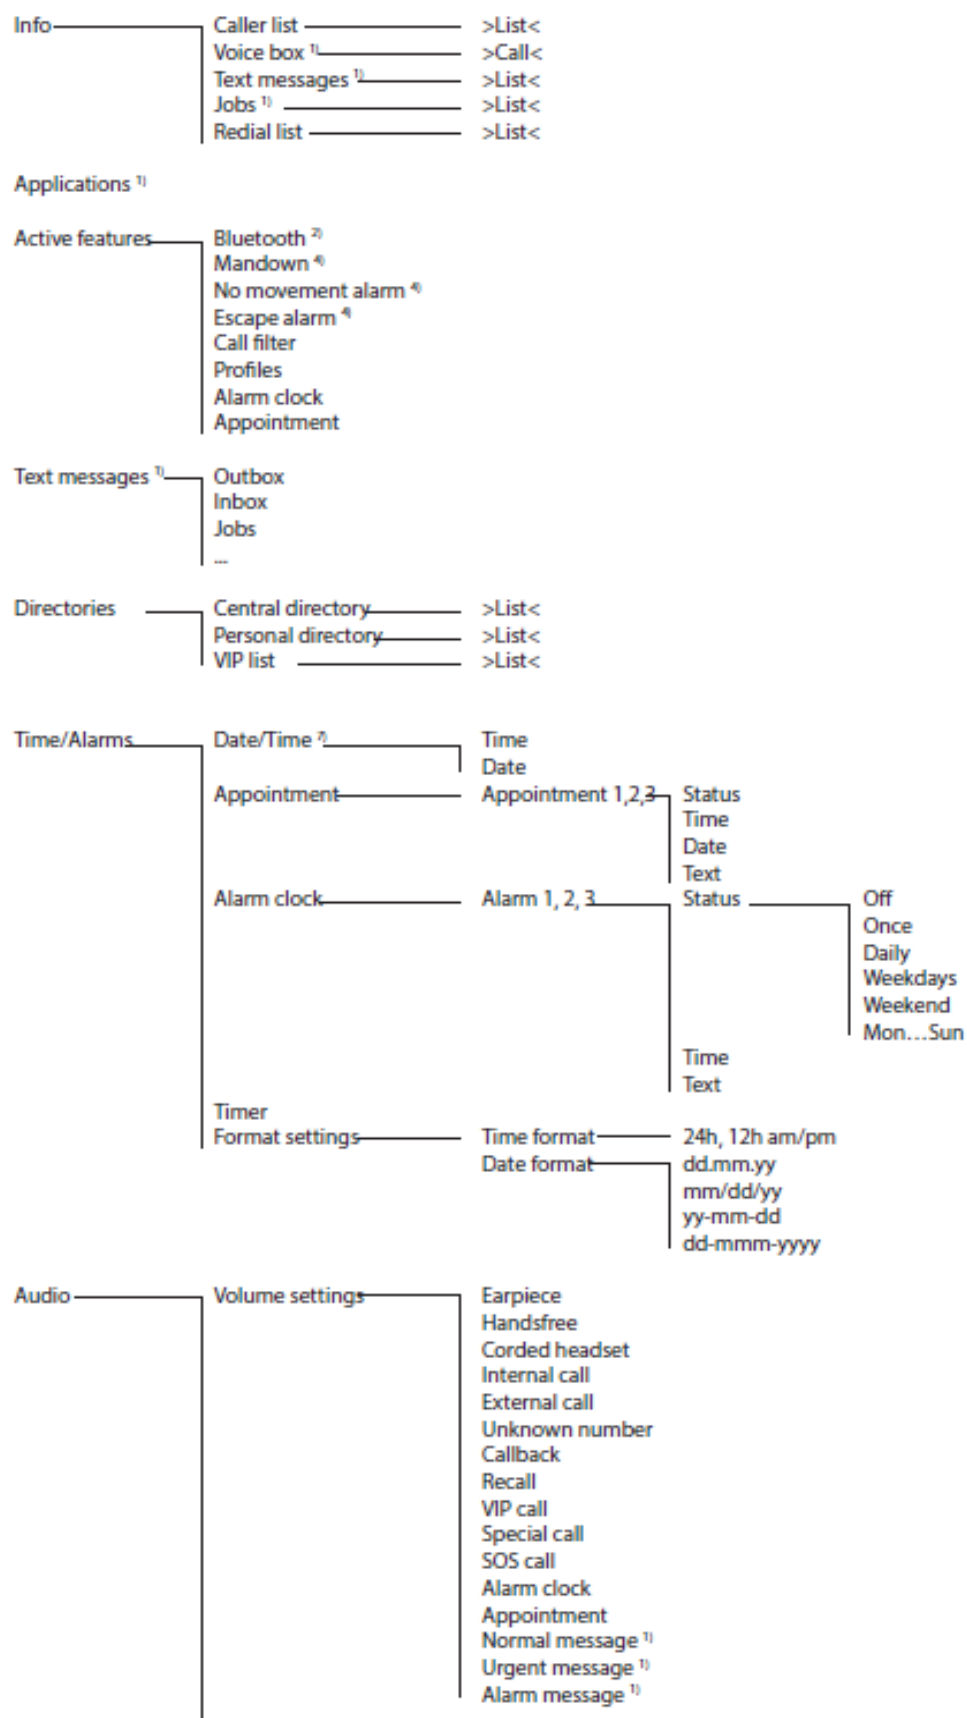 Info Caller list >List<
Voice box 1) >Call<
Text messages 1) >List<
Jobs 1) >List<
Redial list >List<
Applications 1)
Active features Bluetooth 2)
Mandown 4)
No movement alarm 4)
Escape alarm 4)
Call filter
Profiles
Alarm clock
Appointment
Text messages 1) Outbox
Inbox
Jobs
...
Directories Central directory >List<
Personal directory >List<
VIP list >List<
Time/Alarms Date/Time 7) Time
Date
Appointment Appointment 1,2,3 Status
Time
Date
Text
Alarm clock Alarm 1, 2, 3 Status Off
Once
Daily
Weekdays
Weekend
Mon...Sun
Time
Text
Timer
Format settings Time format 24h, 12h am/pm
Date format dd.mm.yy
mm/dd/yy
yy-mm-dd
dd-mmm-yyyy
Audio Volume settings Earpiece
Handsfree
Corded headset
Internal call
External call
Unknown number
Callback
Recall
VIP call
Special call
SOS call
Alarm clock
Appointment
Normal message 1)
Urgent message 1)
Alarm message 1)